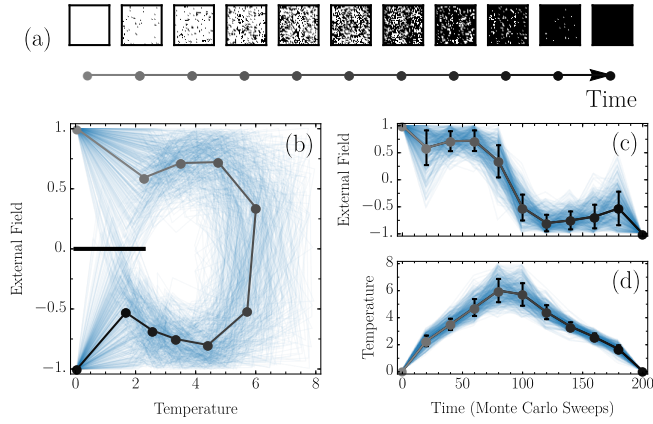 (a)
Time
(b)
External Field
1.
0.5
0.
−0.5
−1.
0 2 4 6 8
Temperature
(c)
External Field
1.
0.5
0.
−0.5
−1.
(d)
Temperature
8
6
4
2
0
0 50 100 150 200
Time (Monte Carlo Sweeps)